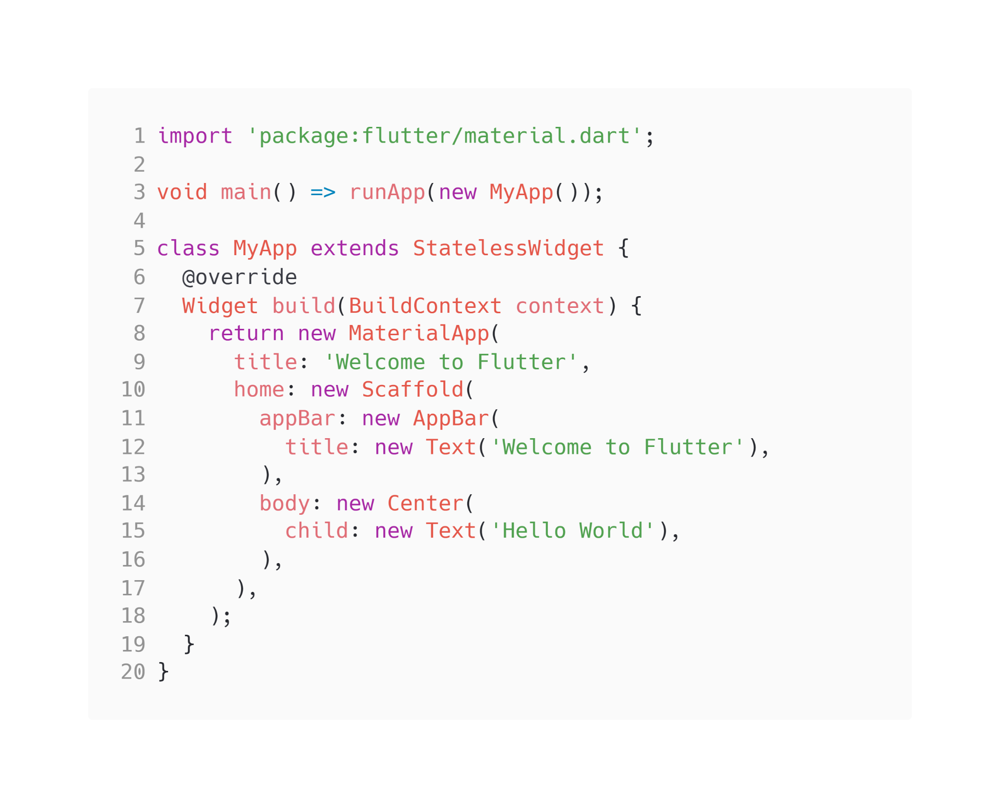 1 import 'package:flutter/material.dart';
2
3 void main() => runApp(new MyApp());
4
5 class MyApp extends StatelessWidget {
6   @override
7   Widget build(BuildContext context) {
8     return new MaterialApp(
9       title: 'Welcome to Flutter',
10       home: new Scaffold(
11         appBar: new AppBar(
12           title: new Text('Welcome to Flutter'),
13         ),
14         body: new Center(
15           child: new Text('Hello World'),
16         ),
17       ),
18     );
19   }
20 }